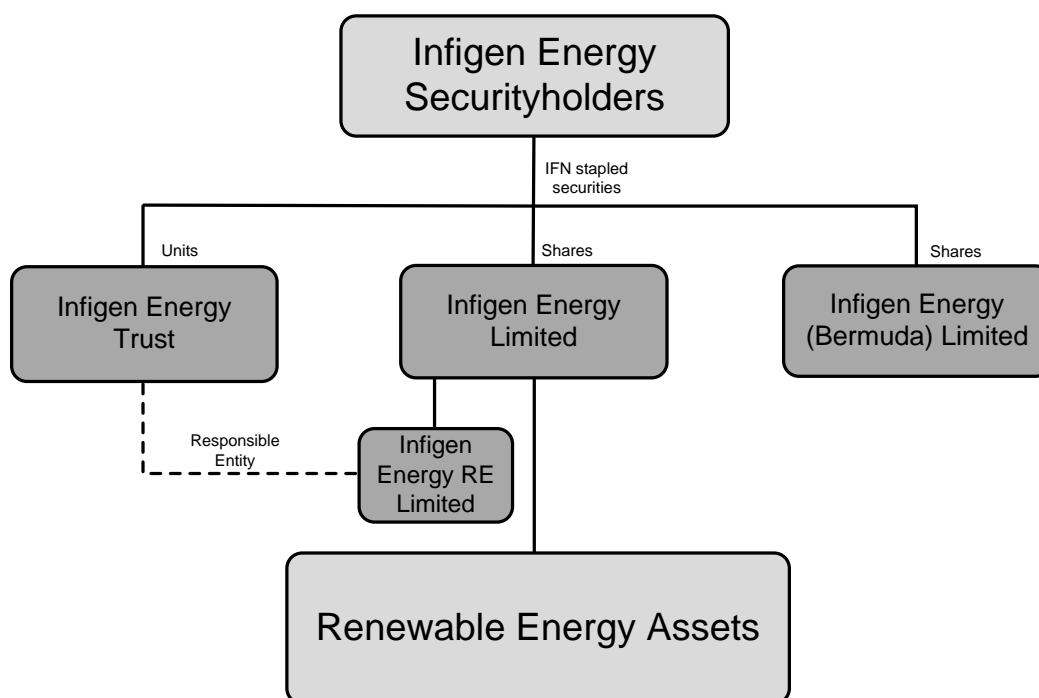 Infigen Energy
Securityholders
IFN stapled
securities
Units
Shares
Shares
Infigen Energy
Trust
Infigen Energy
Limited
Infigen Energy
(Bermuda) Limited
Responsible
Entity
Infigen
Energy RE
Limited
Renewable Energy Assets